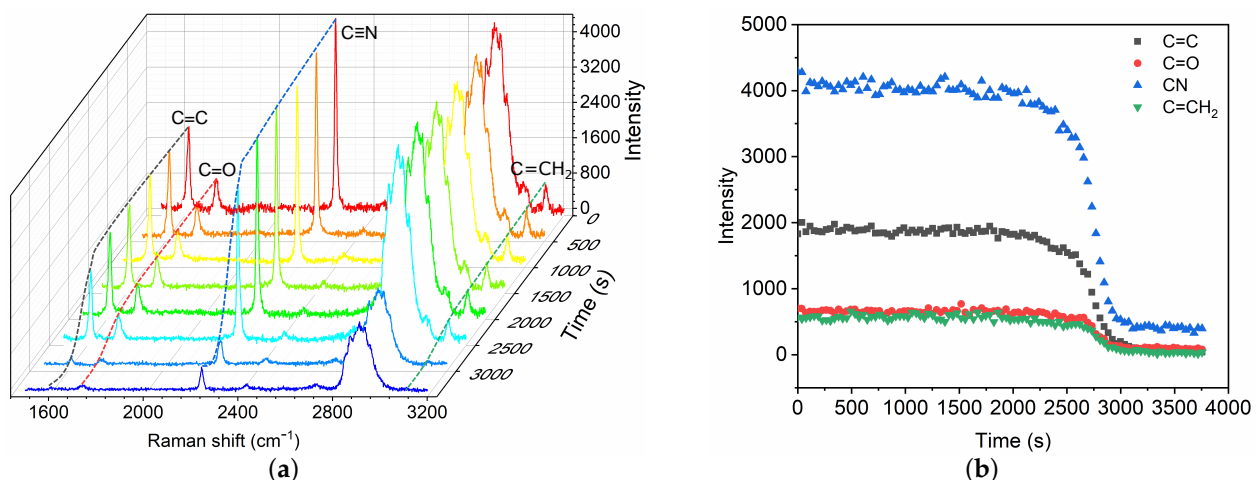 4000
3200
2400
1600
800
0
Intensity
C≡N
C=C
C=O
C=CH₂
0
500
1000
1500
2000
2500
3000
Time (s)
1600
2000
2400
2800
3200
Raman shift (cm⁻¹)
(a)
5000
4000
3000
2000
1000
0
Intensity
C=C
C=O
CN
C=CH₂
0 500 1000 1500 2000 2500 3000 3500 4000
Time (s)
(b)